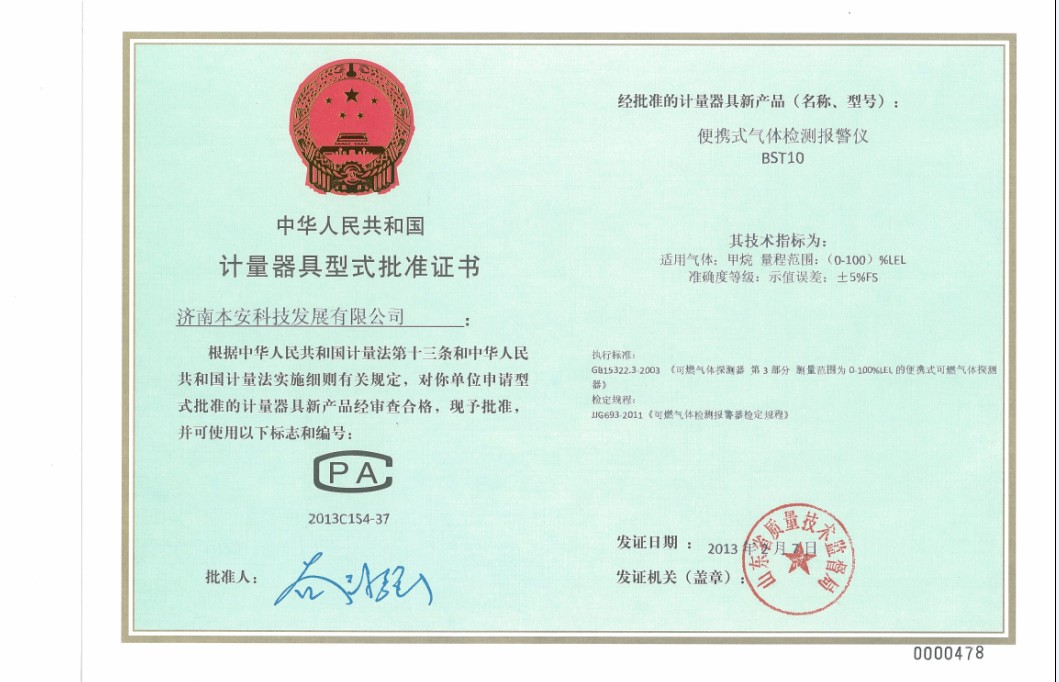 中华人民共和国
计量器具型式批准证书
济南本安科技发展有限公司：
根据中华人民共和国计量法第十三条和中华人民
共和国计量法实施细则有关规定，对你单位申请型
式批准的计量器具新产品经审查合格，现予批准，
并可使用以下标志和编号：
CPA
2013C154-37
批准人：
经批准的计量器具新产品（名称、型号）：
便携式气体检测报警仪
BST10
其技术指标为：
适用气体：甲烷 量程范围：（0-100）%LEL
准确度等级：示值误差：±5%FS
执行标准：
GB15322.3-2003 《可燃气体探测器 第3部分 测量范围为0-100%LEL的便携式可燃气体探测
器》
检定规程：
JJG693-2011《可燃气体检测报警器检定规程》
发证日期： 2013 年 2 月 7 日
发证机关（盖章）：
山东省质量技术监督局
0000478